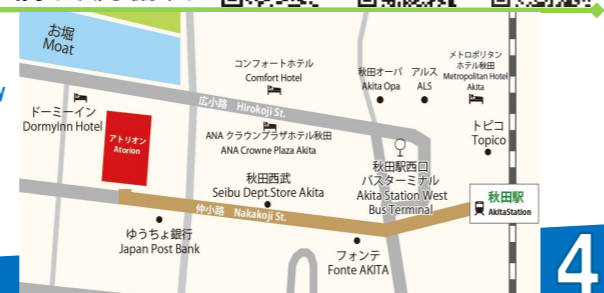 お堀
Moat
コンフォートホテル
Comfort Hotel
秋田オーパ
Akita Opa
アルス
ALS
メトロポリタン
ホテル秋田
Metropolitan Hotel
Akita
ドーミーイン
DormyInn Hotel
アトリオン
Atorion
広小路 Hirokoji St.
ANA クラウンプラザホテル秋田
ANA Crowne Plaza Akita
トピコ
Topico
秋田駅西口
バスターミナル
Akita Station West
Bus Terminal
秋田西武
Seibu Dept.Store Akita
秋田駅
AkitaStation
仲小路 Nakakoji St.
ゆうちょ銀行
Japan Post Bank
フォンテ
Fonte AKITA
4